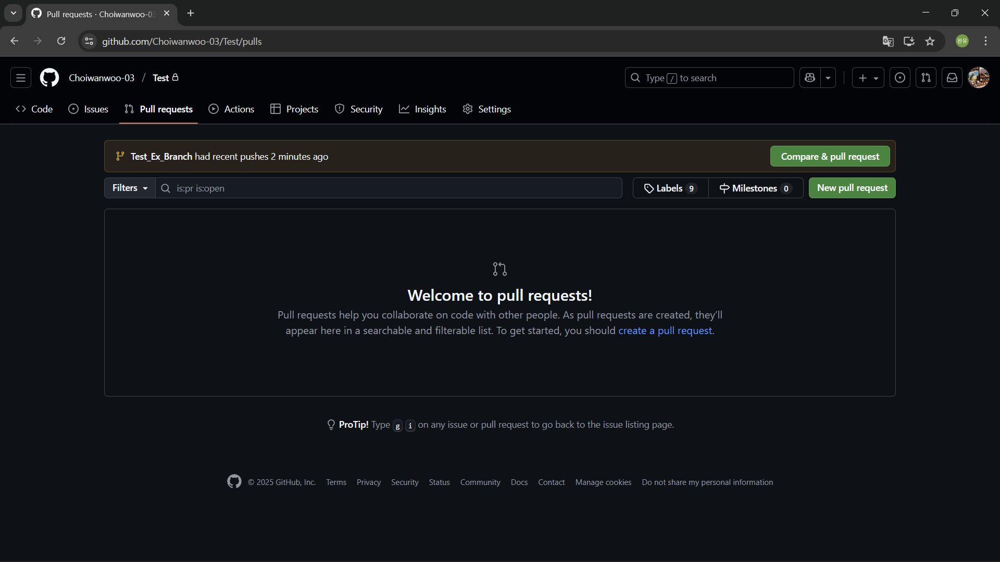 Pull requests · Choiwanwoo-03
github.com/Choiwanwoo-03/Test/pulls
완유
Choiwanwoo-03 / Test
Type / to search
Code
Issues
Pull requests
Actions
Projects
Security
Insights
Settings
Test_Ex_Branch had recent pushes 2 minutes ago
Compare & pull request
Filters
is:pr is:open
Labels 9
Milestones 0
New pull request
Welcome to pull requests!
Pull requests help you collaborate on code with other people. As pull requests are created, they’ll
appear here in a searchable and filterable list. To get started, you should create a pull request.
ProTip! Type g i on any issue or pull request to go back to the issue listing page.
© 2025 GitHub, Inc.
Terms
Privacy
Security
Status
Community
Docs
Contact
Manage cookies
Do not share my personal information